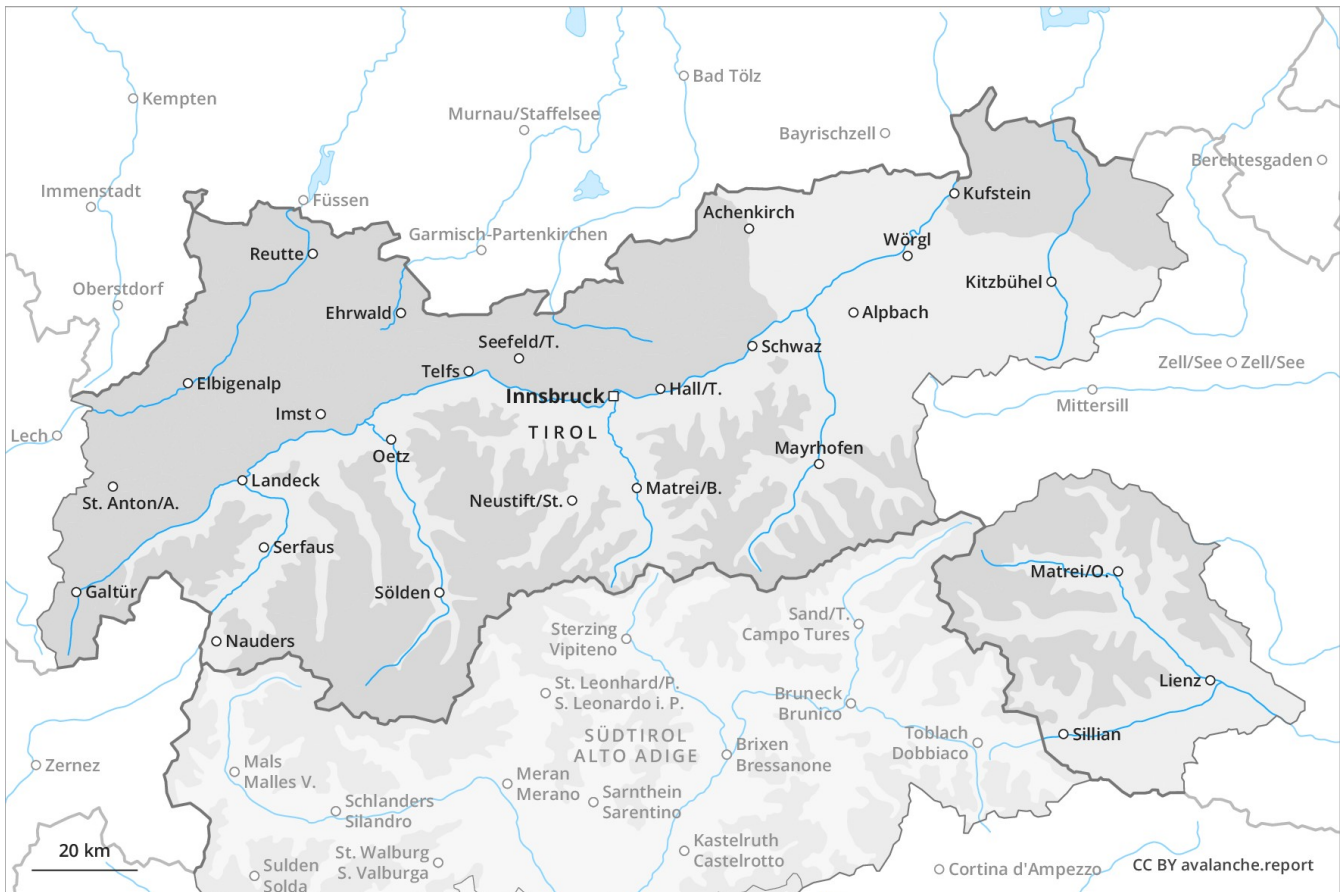 Bad Tölz
Kempten
Murnau/Staffelsee
Bayrischzell
Berchtesgaden
Immenstadt
Füssen
Kufstein
Achenkirch
Garmisch-Partenkirchen
Wörgl
Reutte
Oberstdorf
Kitzbühel
Ehrwald
Alpbach
Seefeld/T.
Schwaz
Zell/See
Zell/See
Telfs
Elbigenalp
Hall/T.
Innsbruck
Mittersill
Imst
TIROL
Lech
Oetz
Mayrhofen
Landeck
Matrei/B.
St. Anton/A.
Neustift/St.
Serfaus
Matrei/O.
Galtür
Sölden
Sand/T.
Campo Tures
Sterzing
Vipiteno
Nauders
Lienz
St. Leonhard/P.
S. Leonardo i. P.
Bruneck
Brunico
Sillian
Toblach
Dobbiaco
SÜDTIROL
ALTO ADIGE
Brixen
Bressanone
Zernez
Mals
Malles V.
Meran
Merano
Sarnthein
Sarentino
Schlanders
Silandro
Kastelruth
Castelrotto
20 km
St. Walburg
S. Valburga
Sulden
Solda
Cortina d'Ampezzo
CC BY avalanche.report